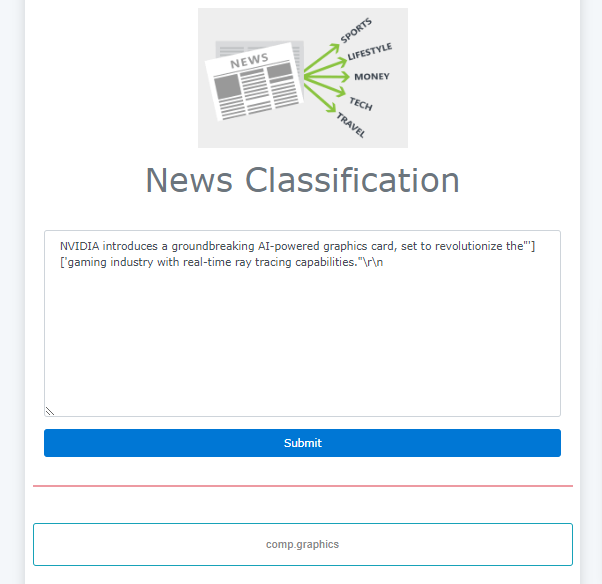 NEWS
SPORTS
LIFESTYLE
MONEY
TECH
TRAVEL
News Classification
NVIDIA introduces a groundbreaking AI-powered graphics card, set to revolutionize the"']
['gaming industry with real-time ray tracing capabilities."\r\n
Submit
comp.graphics